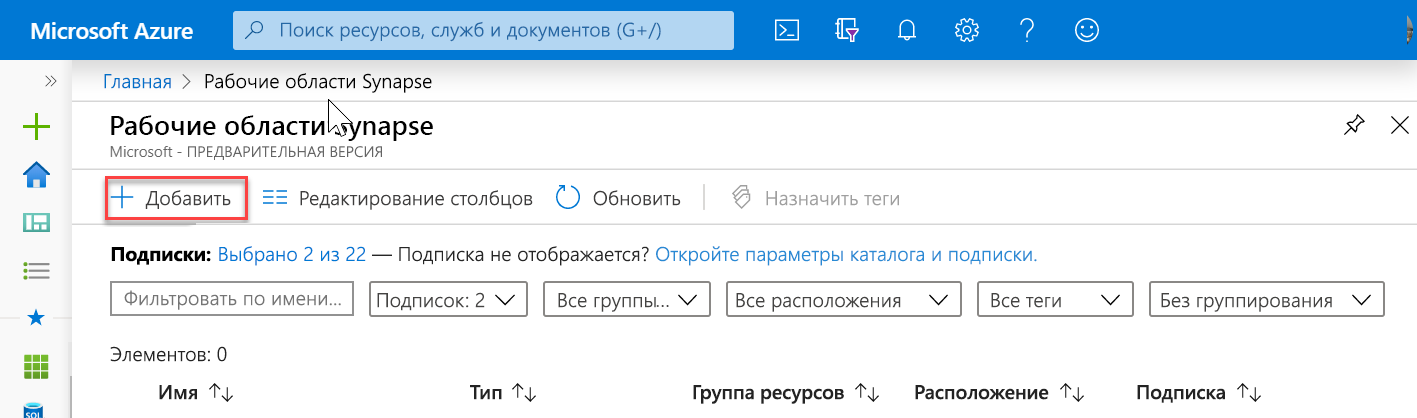 Microsoft Azure Поиск ресурсов, служб и документов (G+/)
Главная > Рабочие области Synapse
Рабочие области Synapse
Microsoft - ПРЕДВАРИТЕЛЬНАЯ ВЕРСИЯ
Добавить Редактирование столбцов Обновить Назначить теги
Подписки: Выбрано 2 из 22 — Подписка не отображается? Откройте параметры каталога и подписки.
Фильтровать по имени... Подписок: 2 Все группы... Все расположения Все теги Без группирования
Элементов: 0
Имя Тип Группа ресурсов Расположение Подписка
SQL